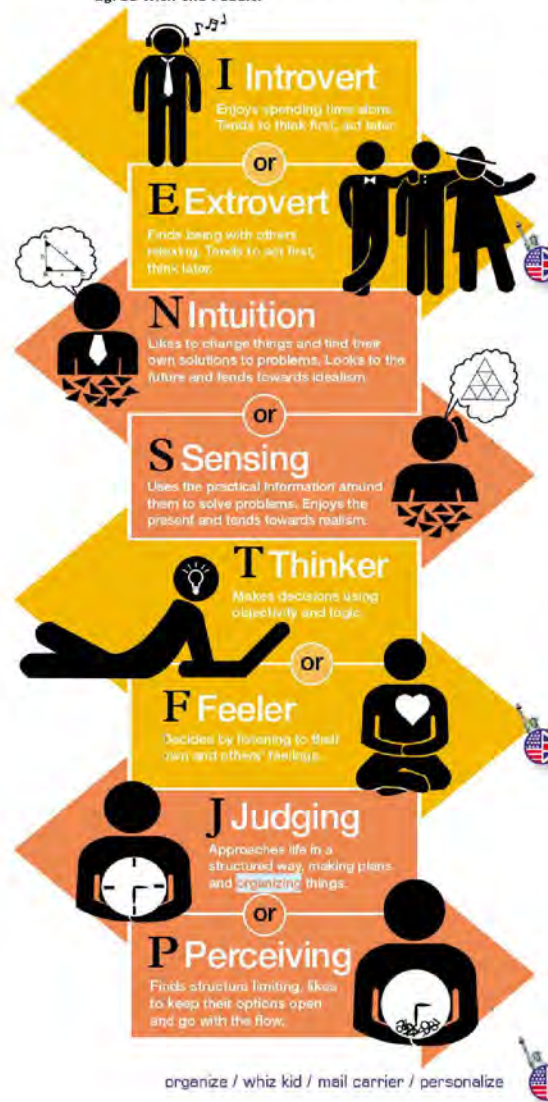 I Introvert
Enjoys spending time alone.
Tends to think first, act later.
or
E Extrovert
Finds being with others
relaxing. Tends to act first,
think later.
N Intuition
Likes to change things and find their
own solutions to problems. Looks to the
future and tends towards idealism.
or
S Sensing
Uses the practical information around
them to solve problems. Enjoys the
present and tends towards realism.
T Thinker
Makes decisions using
objectivity and logic.
or
F Feeler
Decides by listening to their
own and others' feelings.
J Judging
Approaches life in a
structured way, making plans
and organizing things.
or
P Perceiving
Finds structure limiting, likes
to keep their options open
and go with the flow.
organize / whiz kid / mail carrier / personalize